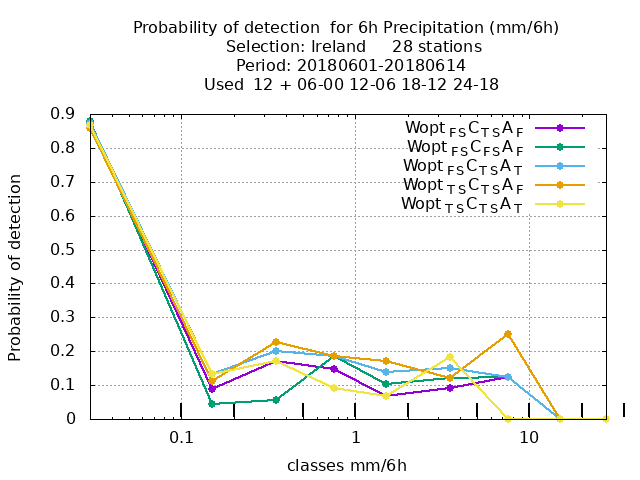 Probability of detection  for 6h Precipitation (mm/6h)
Selection: Ireland     28 stations
Period: 20180601-20180614
Used  12 + 06-00 12-06 18-12 24-18
Probability of detection
0.9
0.8
0.7
0.6
0.5
0.4
0.3
0.2
0.1
0
Wopt FS C TS A F
Wopt FS C FS A F
Wopt FS C TS A T
Wopt TS C TS A F
Wopt TS C TS A T
0.1 1 10
classes mm/6h